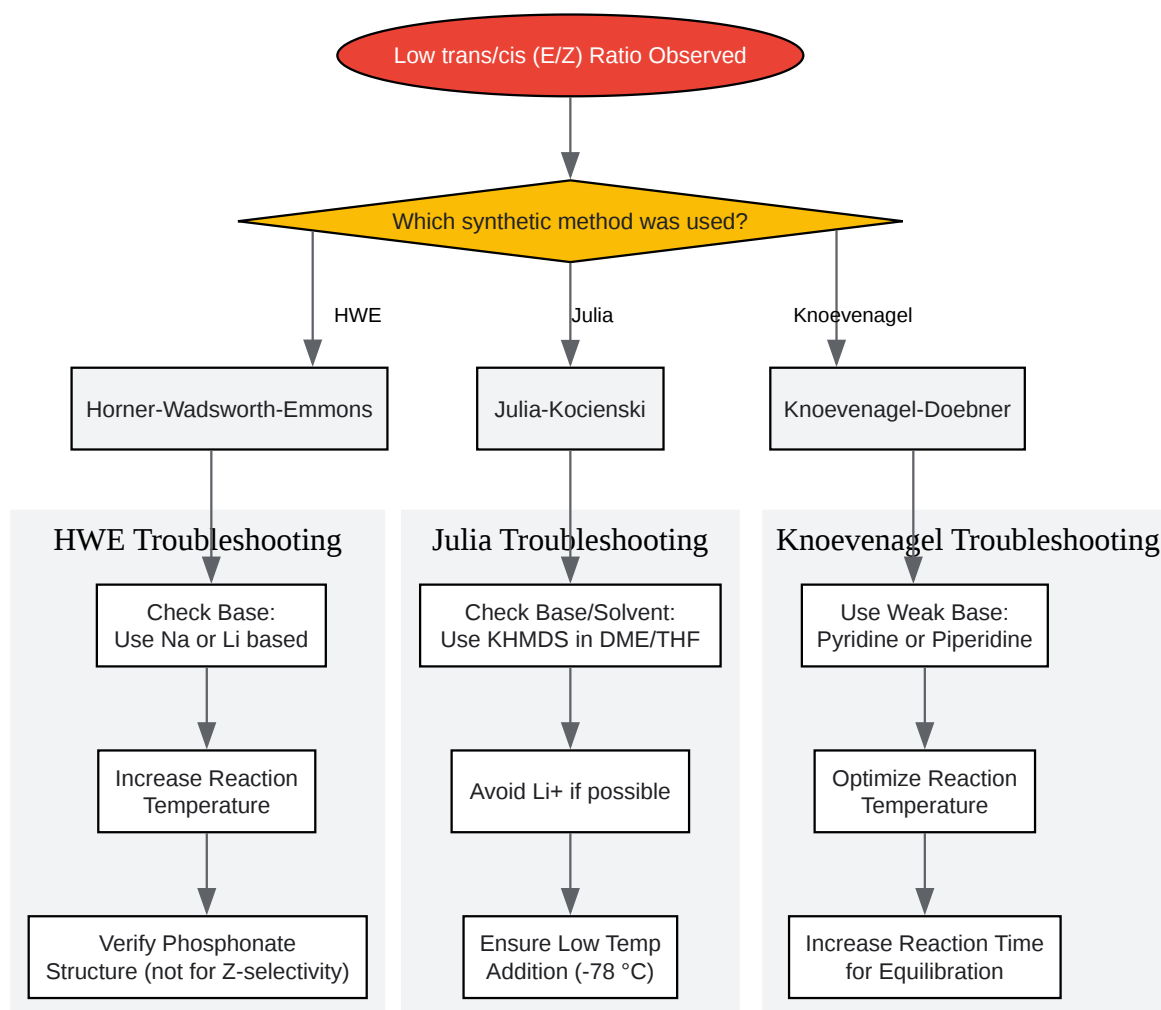 Low trans/cis (E/Z) Ratio Observed
Which synthetic method was used?
HWE
Julia
Knoevenagel
Horner-Wadsworth-Emmons
Julia-Kocienski
Knoevenagel-Doebner
HWE Troubleshooting
Check Base:
Use Na or Li based
Increase Reaction
Temperature
Verify Phosphonate
Structure (not for Z-selectivity)
Julia Troubleshooting
Check Base/Solvent:
Use KHMDS in DME/THF
Avoid Li+ if possible
Ensure Low Temp
Addition (-78 °C)
Knoevenagel Troubleshooting
Use Weak Base:
Pyridine or Piperidine
Optimize Reaction
Temperature
Increase Reaction Time
for Equilibration